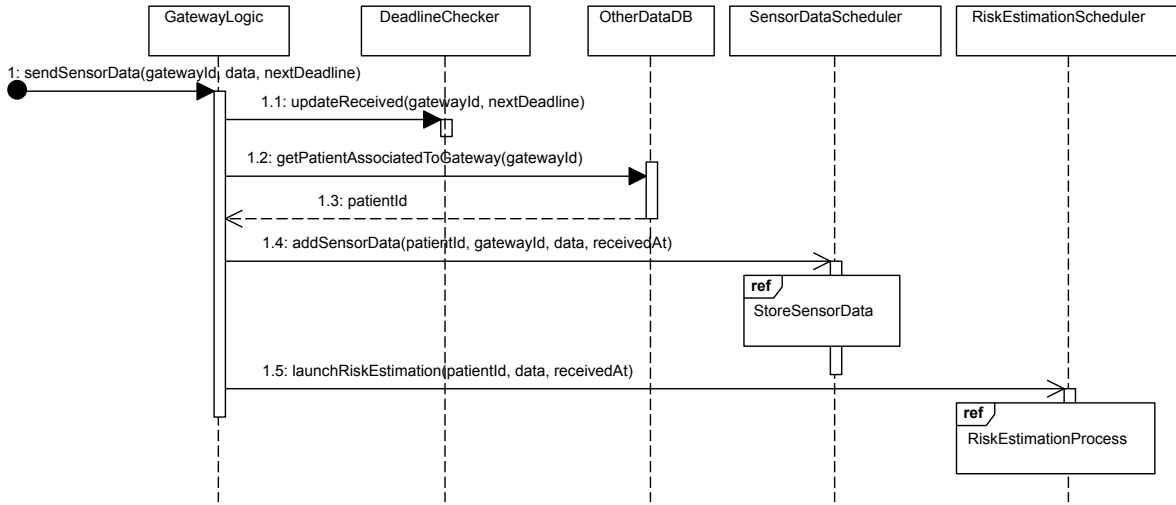 GatewayLogic
DeadlineChecker
OtherDataDB
SensorDataScheduler
RiskEstimationScheduler
1: sendSensorData(gatewayId, data, nextDeadline)
1.1: updateReceived(gatewayId, nextDeadline)
1.2: getPatientAssociatedToGateway(gatewayId)
1.3: patientId
1.4: addSensorData(patientId, gatewayId, data, receivedAt)
ref
StoreSensorData
1.5: launchRiskEstimation(patientId, data, receivedAt)
ref
RiskEstimationProcess